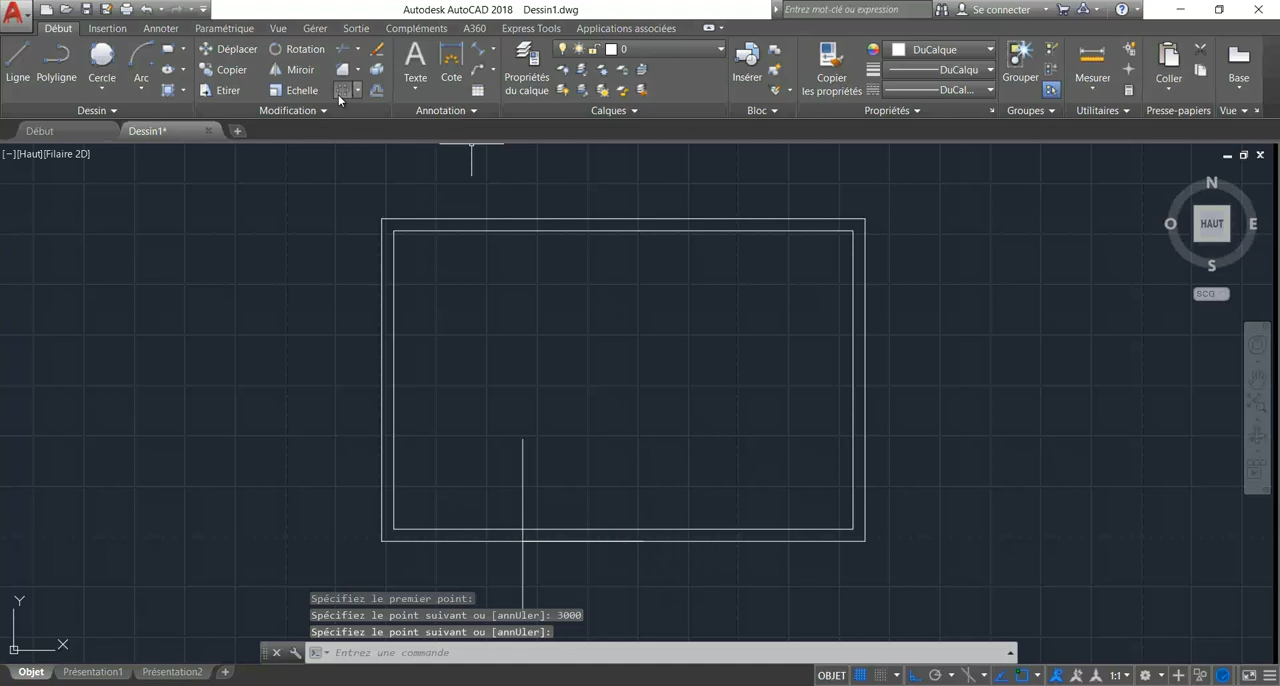 Autodesk AutoCAD 2018 Dessin1.dwg
Entrez mot-clé ou expression
Se connecter
Début Insertion Annoter Paramétrique Vue Gérer Sortie Compléments A360 Express Tools Applications associées
Ligne Polyligne Cercle Arc
Déplacer Rotation
Copier Miroir
Etirer Echelle
Texte Cote
Propriétés
du calque
0
Insérer
Copier
les propriétés
DuCalque
DuCalqu
DuCal...
Grouper
Mesurer
Coller
Base
Dessin Modification Annotation Calques Bloc Propriétés Groupes Utilitaires Presse-papiers Vue
Début Dessin1*
[−][Haut][Filaire 2D]
N
O HAUT E
S
SCG
Spécifiez le premier point:
Spécifiez le point suivant ou [annUler]: 3000
Spécifiez le point suivant ou [annUler]:
Y
X
Entrez une commande
Objet Présentation1 Présentation2
OBJET 1:1